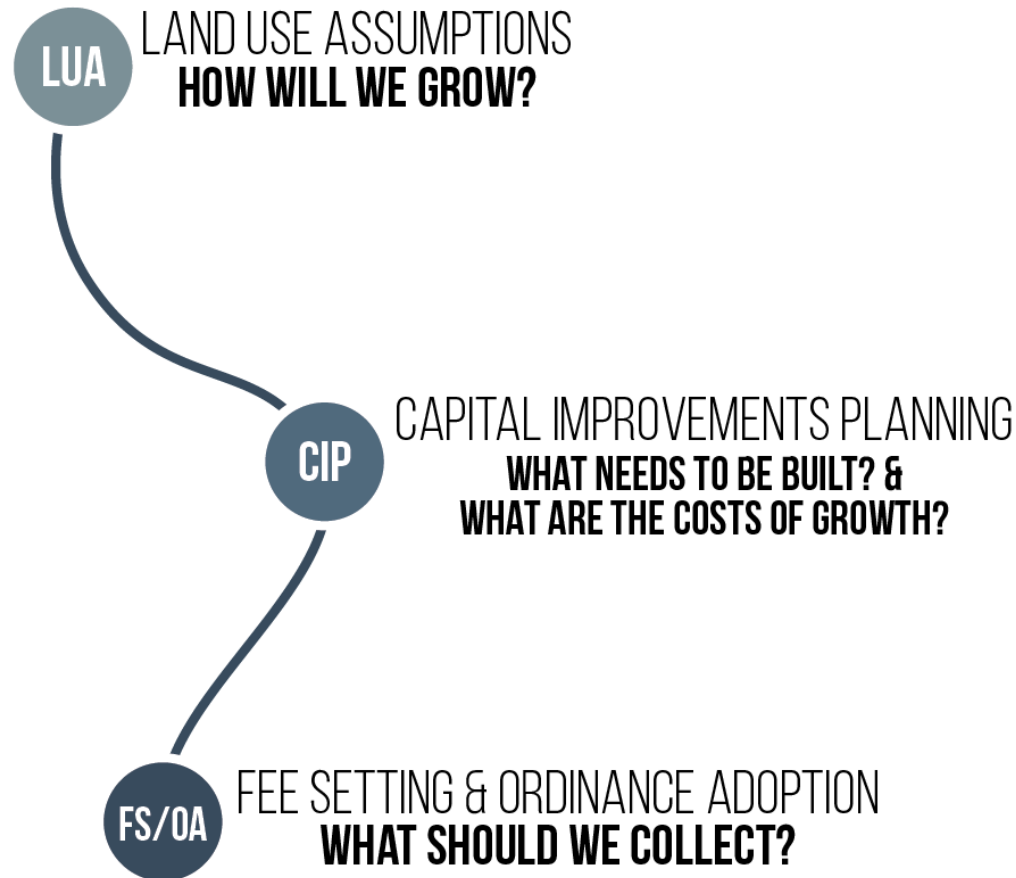 LUA
LAND USE ASSUMPTIONS
HOW WILL WE GROW?
CIP
CAPITAL IMPROVEMENTS PLANNING
WHAT NEEDS TO BE BUILT? &
WHAT ARE THE COSTS OF GROWTH?
FS/OA
FEE SETTING & ORDINANCE ADOPTION
WHAT SHOULD WE COLLECT?